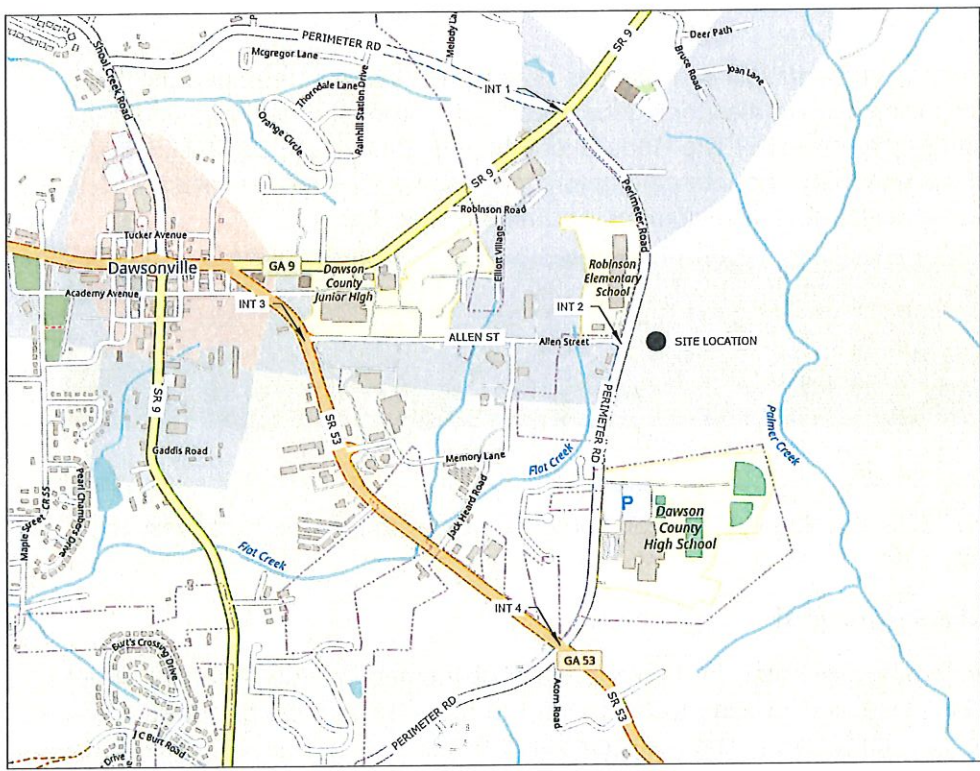 Shoal Creek Road
PERIMETER RD
Mcgregor Lane
Melody La
SR 9
Deer Path
Bruce Road
Joan Lane
INT 1
Thorndale Lane
Orange Circle
Rainhill Station Drive
SR 9
Robinson Road
Perimeter Road
Tucker Avenue
Dawsonville
GA 9
Dawson
County
Junior High
Elliott Village
Robinson
Elementary
School
Academy Avenue
INT 3
INT 2
ALLEN ST
Allen Street
SITE LOCATION
SR 9
SR 53
PERIMETER RD
Palmer Creek
Gaddis Road
Memory Lane
Flat Creek
Pearl Chambers Drive
CR 55
Maple Street
Jack Heard Road
P
Dawson
County
High School
Flat Creek
INT 4
Burt's Crossing Drive
GA 53
Acorn Road
SR 53
PERIMETER RD
J C Burt Road
Drive